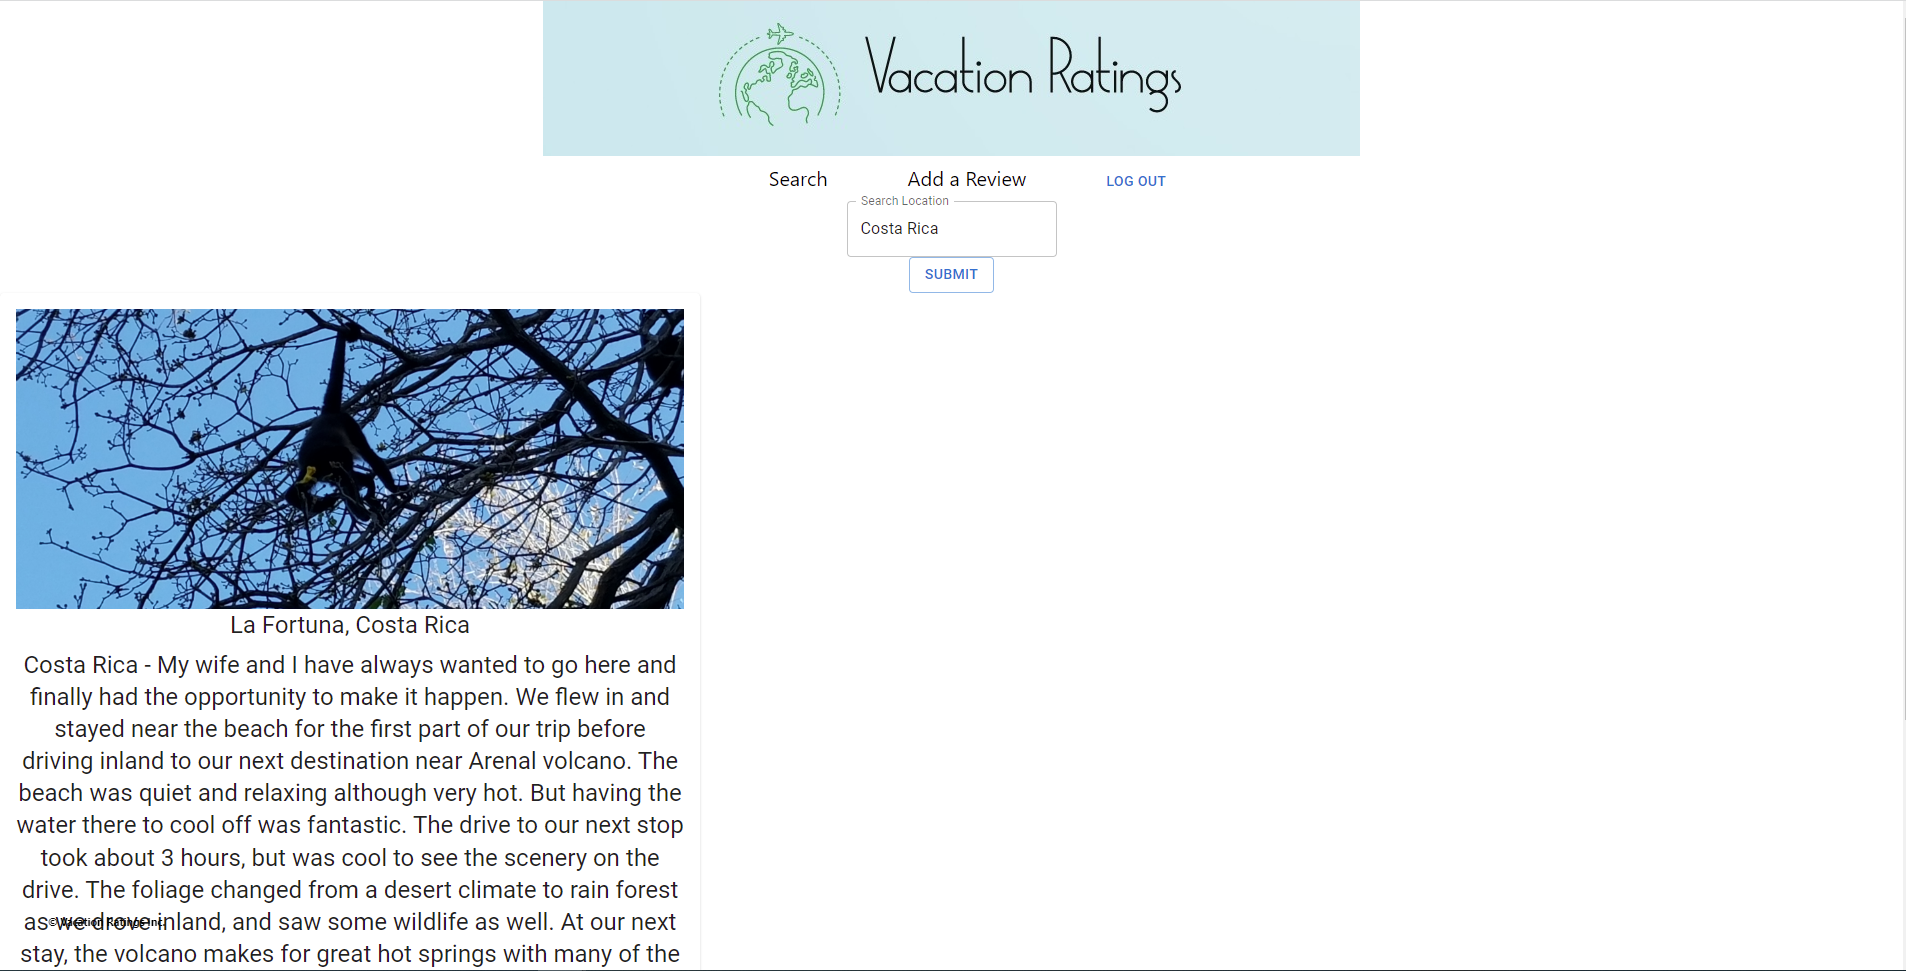 Vacation Ratings
Search Add a Review LOG OUT
Search Location
Costa Rica
SUBMIT
La Fortuna, Costa Rica
Costa Rica - My wife and I have always wanted to go here and
finally had the opportunity to make it happen. We flew in and
stayed near the beach for the first part of our trip before
driving inland to our next destination near Arenal volcano. The
beach was quiet and relaxing although very hot. But having the
water there to cool off was fantastic. The drive to our next stop
took about 3 hours, but was cool to see the scenery on the
drive. The foliage changed from a desert climate to rain forest
as we drove inland, and saw some wildlife as well. At our next
© Vacation Ratings Inc.
stay, the volcano makes for great hot springs with many of the